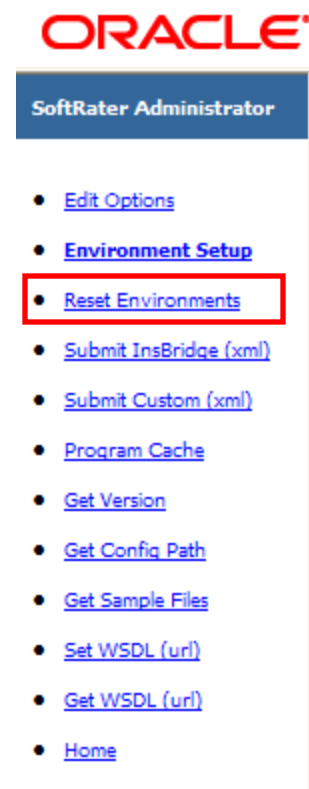 ORACLE
SoftRater Administrator
Edit Options
Environment Setup
Reset Environments
Submit InsBridge (xml)
Submit Custom (xml)
Program Cache
Get Version
Get Config Path
Get Sample Files
Set WSDL (url)
Get WSDL (url)
Home